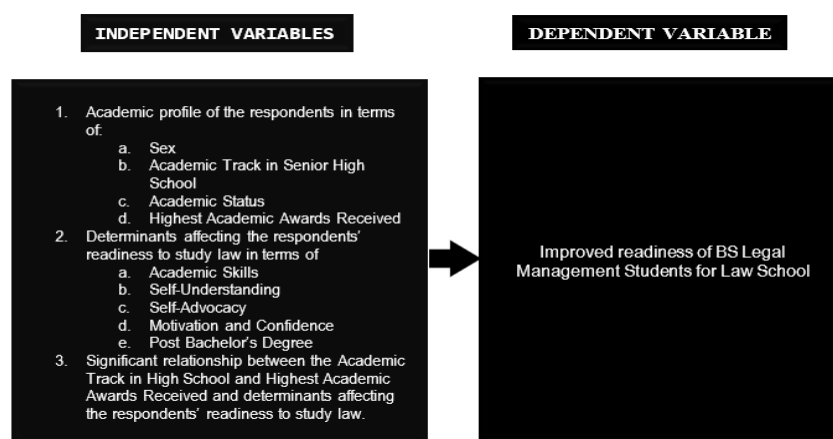 INDEPENDENT VARIABLES
DEPENDENT VARIABLE
1. Academic profile of the respondents in terms
of:
a. Sex
b. Academic Track in Senior High
School
c. Academic Status
d. Highest Academic Awards Received
2. Determinants affecting the respondents'
readiness to study law in terms of
a. Academic Skills
b. Self-Understanding
c. Self-Advocacy
d. Motivation and Confidence
e. Post Bachelor's Degree
3. Significant relationship between the Academic
Track in High School and Highest Academic
Awards Received and determinants affecting
the respondents' readiness to study law.
Improved readiness of BS Legal
Management Students for Law School